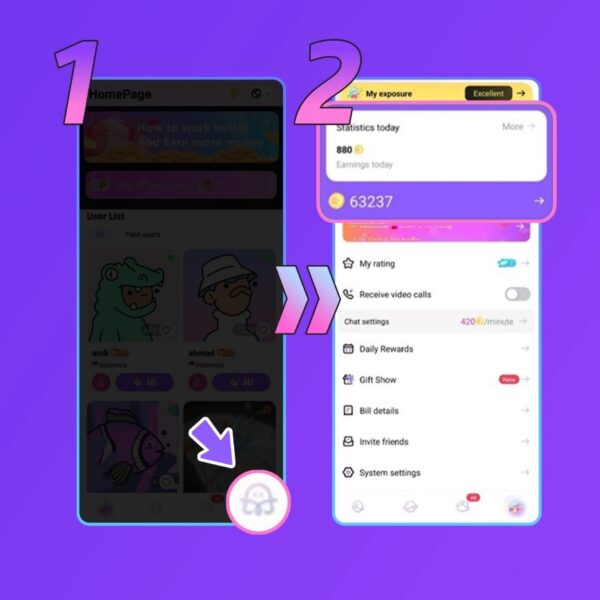 1
HomePage
How to work better
And Earn more money
User List
All
Paid users
andi
Indonesia
Hi
ahmad
Indonesia
Hi
2
My exposure
Excellent
Statistics today
More
880
Earnings today
63237
My rating
Receive video calls
Chat settings
420/minute
Daily Rewards
Gift Show
New
Bill details
Invite friends
System settings